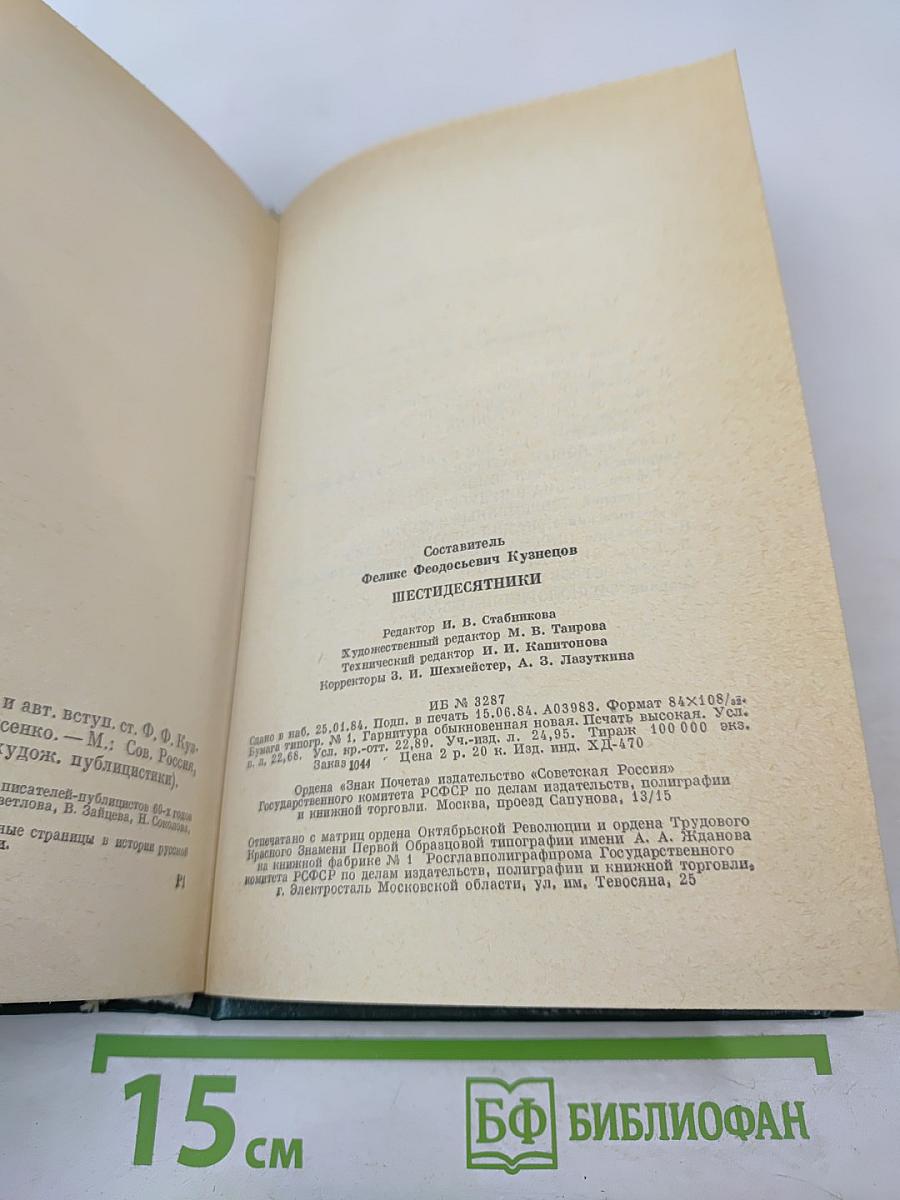 и авт. вступ. ст. Ф. Ф. Куз-
сенко. — М.: Сов. Россия,
худож. публицистики).
писателей-публицистов 60-х годов
ветлова, В. Зайцева, Н. Соколова,
ные страницы в истории русской
и.
Р1
Составитель
Феликс Феодосьевич Кузнецов
ШЕСТИДЕСЯТНИКИ
Редактор И. В. Стабникова
Художественный редактор М. В. Таирова
Технический редактор И. И. Капитонова
Корректоры З. И. Шехмейстер, А. З. Лазуткина
ИБ № 3287
Сдано в наб. 25.01.84. Подп. в печать 15.06.84. А03983. Формат 84×108/32.
Бумага типогр. № 1. Гарнитура обыкновенная новая. Печать высокая. Усл.
п. л. 22,68. Усл. кр.-отт. 22,89. Уч.-изд. л. 24,95. Тираж 100 000 экз.
Заказ 1044 Цена 2 р. 20 к. Изд. инд. ХД-470
Ордена «Знак Почета» издательство «Советская Россия»
Государственного комитета РСФСР по делам издательств, полиграфии
и книжной торговли. Москва, проезд Сапунова, 13/15
Отпечатано с матриц ордена Октябрьской Революции и ордена Трудового
Красного Знамени Первой Образцовой типографии имени А. А. Жданова
на книжной фабрике № 1 Росглавполиграфпрома Государственного
комитета РСФСР по делам издательств, полиграфии и книжной торговли,
г. Электросталь Московской области, ул. им. Тевосяна, 25
15 см
БФ БИБЛИОФАН